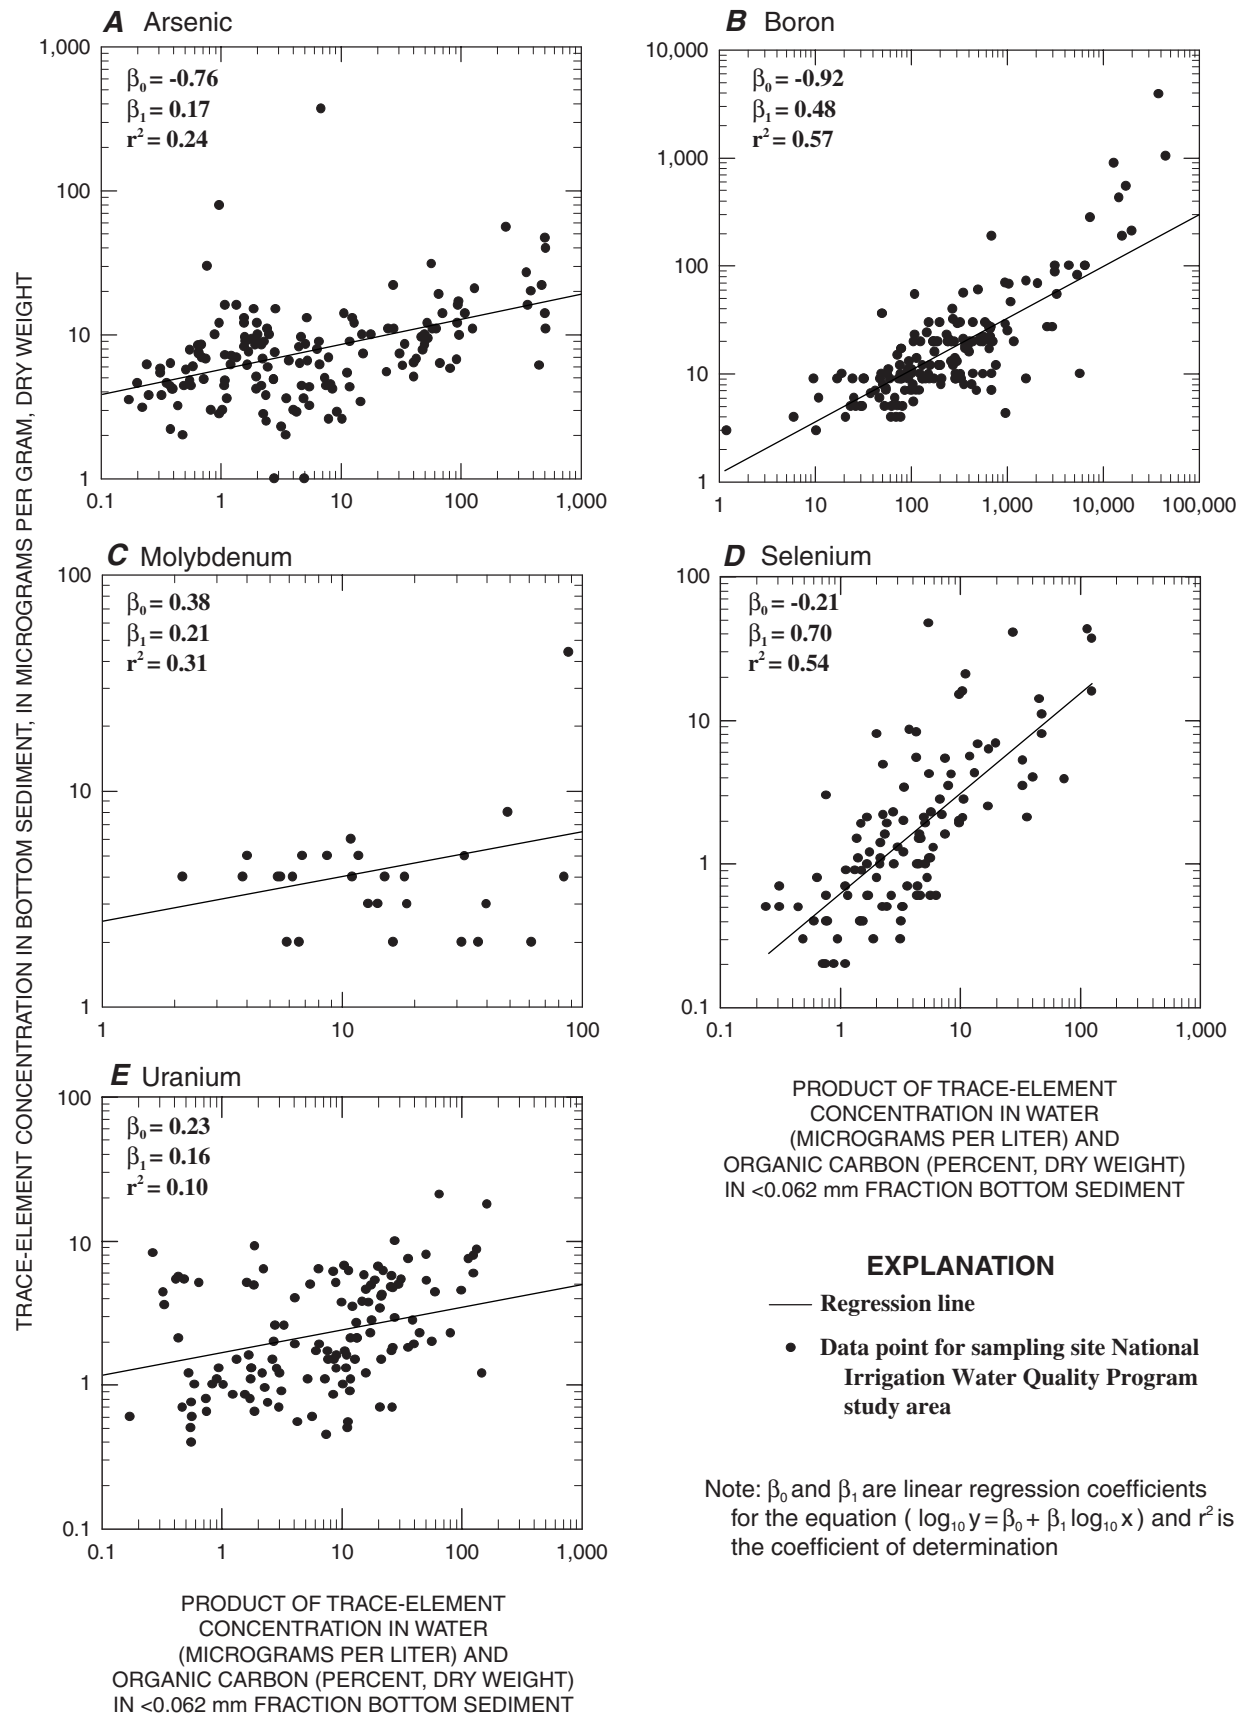 TRACE-ELEMENT CONCENTRATION IN BOTTOM SEDIMENT, IN MICROGRAMS PER GRAM, DRY WEIGHT
A Arsenic
β0 = -0.76
β1 = 0.17
r2 = 0.24
1,000
100
10
1
0.1 1 10 100 1,000
B Boron
β0 = -0.92
β1 = 0.48
r2 = 0.57
10,000
1,000
100
10
1
1 10 100 1,000 10,000 100,000
C Molybdenum
β0 = 0.38
β1 = 0.21
r2 = 0.31
100
10
1
1 10 100
D Selenium
β0 = -0.21
β1 = 0.70
r2 = 0.54
100
10
1
0.1
0.1 1 10 100 1,000
PRODUCT OF TRACE-ELEMENT
CONCENTRATION IN WATER
(MICROGRAMS PER LITER) AND
ORGANIC CARBON (PERCENT, DRY WEIGHT)
IN <0.062 mm FRACTION BOTTOM SEDIMENT
E Uranium
β0 = 0.23
β1 = 0.16
r2 = 0.10
100
10
1
0.1
0.1 1 10 100 1,000
PRODUCT OF TRACE-ELEMENT
CONCENTRATION IN WATER
(MICROGRAMS PER LITER) AND
ORGANIC CARBON (PERCENT, DRY WEIGHT)
IN <0.062 mm FRACTION BOTTOM SEDIMENT
EXPLANATION
Regression line
Data point for sampling site National
Irrigation Water Quality Program
study area
Note: β0 and β1 are linear regression coefficients
for the equation ( log10 y = β0 + β1 log10 x ) and r2 is
the coefficient of determination